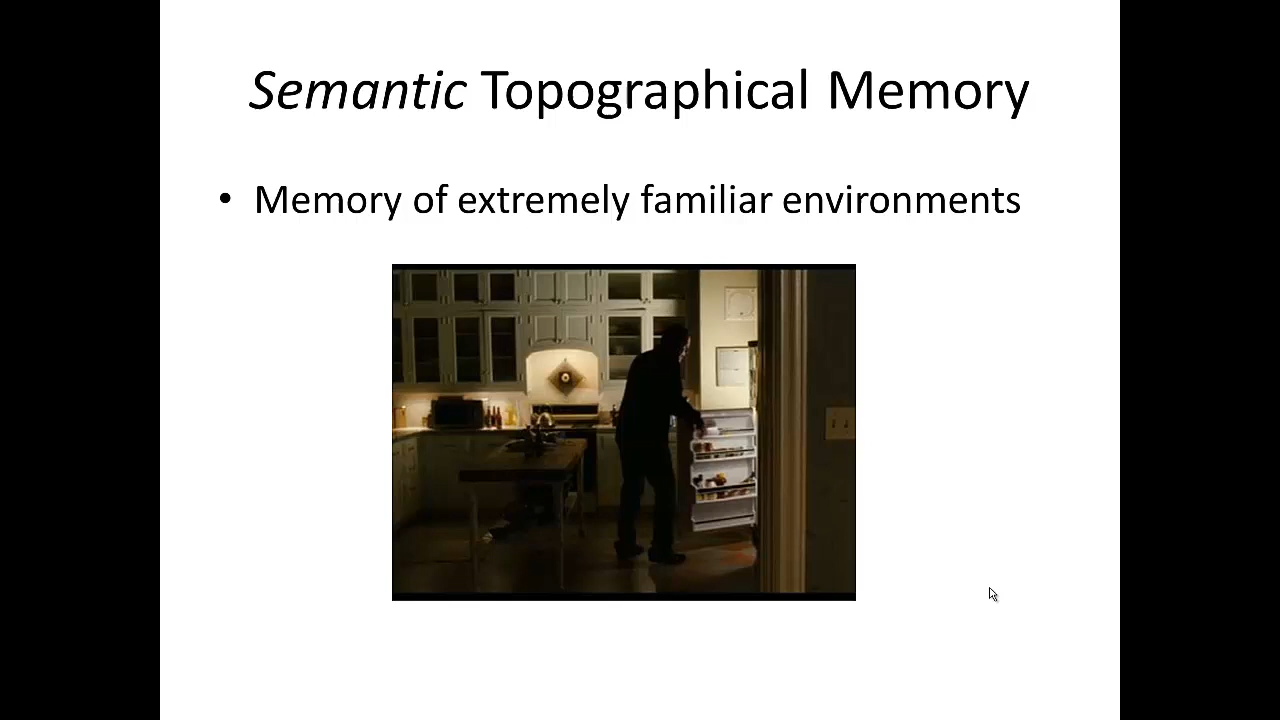 Semantic Topographical Memory
• Memory of extremely familiar environments